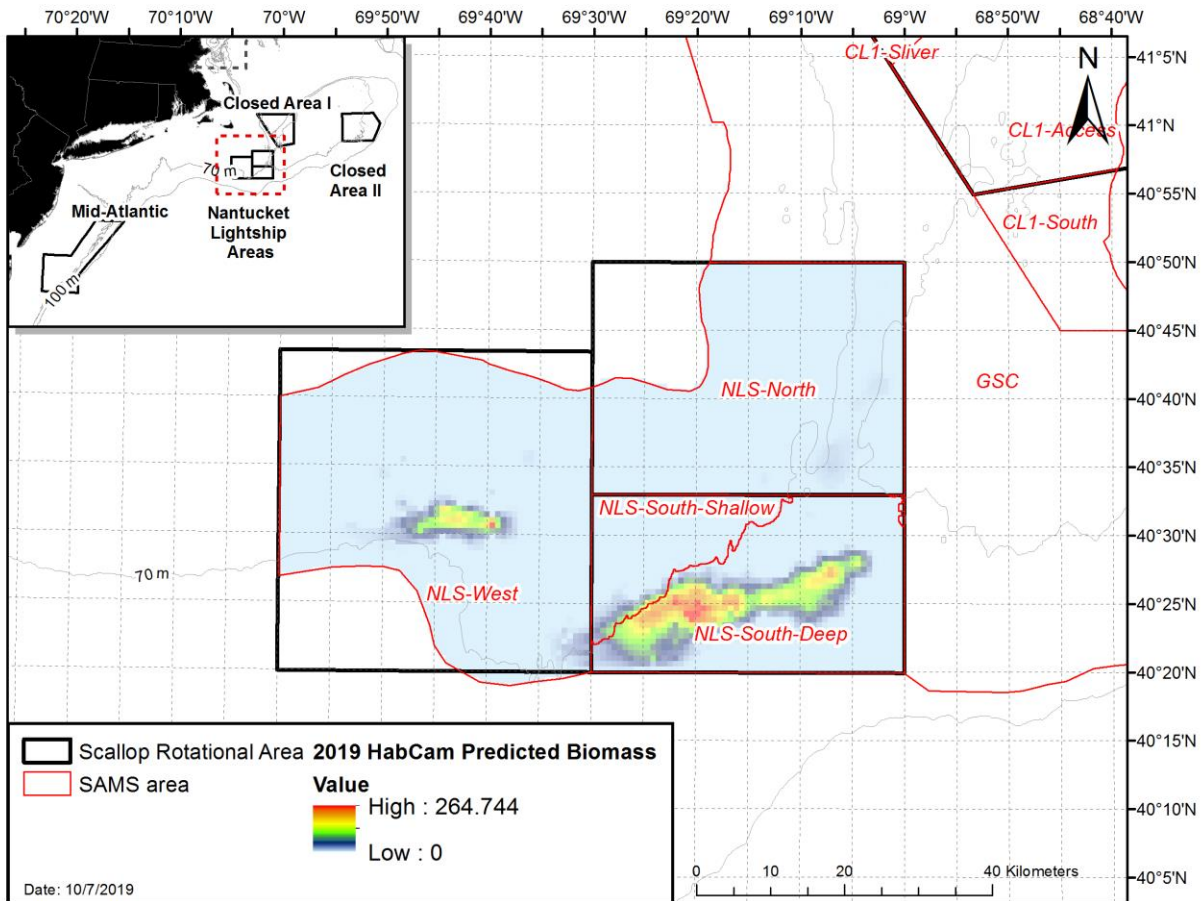 70°20'W 70°10'W 70°W 69°50'W 69°40'W 69°30'W 69°20'W 69°10'W 69°W 68°50'W 68°40'W
41°5'N
41°N
40°55'N
40°50'N
40°45'N
40°40'N
40°35'N
40°30'N
40°25'N
40°20'N
40°15'N
40°10'N
40°5'N
N
Closed Area I
70 m
Closed
Area II
Mid-Atlantic
Nantucket
Lightship
Areas
100 m
CL1-Sliver
CL1-Access
CL1-South
GSC
NLS-North
NLS-South-Shallow
70 m
NLS-West
NLS-South-Deep
Scallop Rotational Area
SAMS area
2019 HabCam Predicted Biomass
Value
High : 264.744
Low : 0
0 10 20 40 Kilometers
Date: 10/7/2019